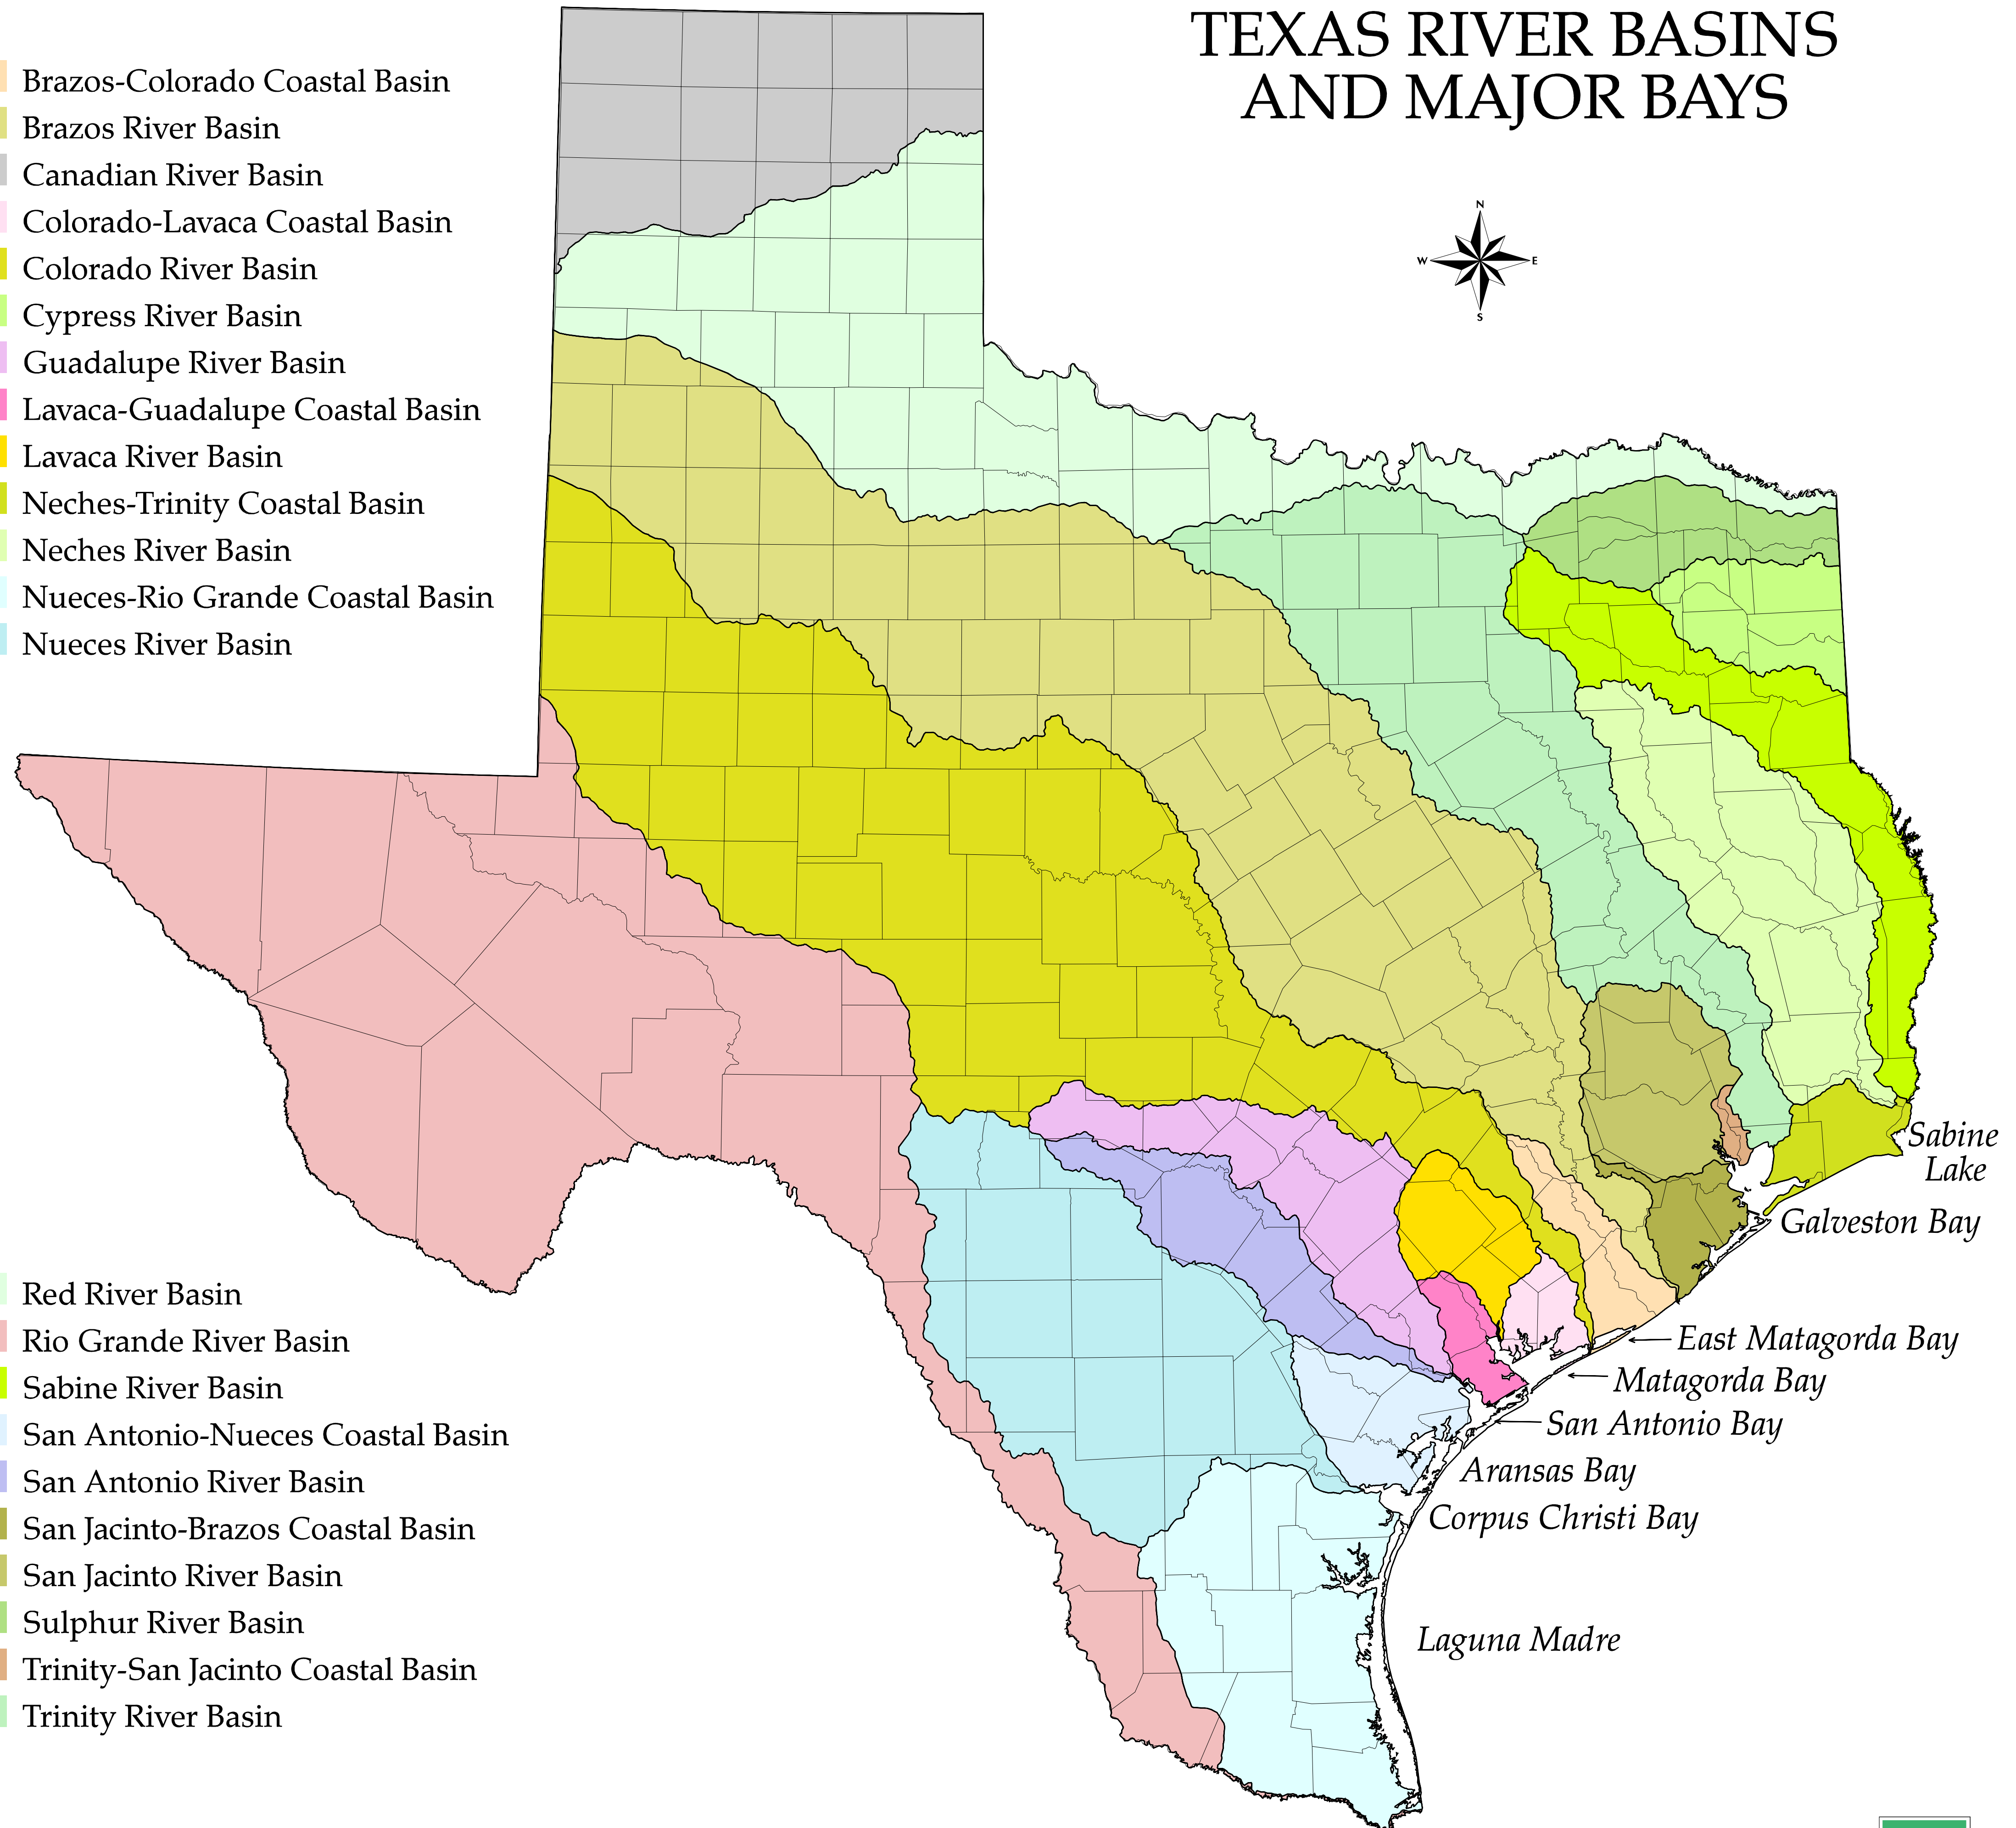 TEXAS RIVER BASINS
AND MAJOR BAYS
Brazos-Colorado Coastal Basin
Brazos River Basin
Canadian River Basin
Colorado-Lavaca Coastal Basin
Colorado River Basin
Cypress River Basin
Guadalupe River Basin
Lavaca-Guadalupe Coastal Basin
Lavaca River Basin
Neches-Trinity Coastal Basin
Neches River Basin
Nueces-Rio Grande Coastal Basin
Nueces River Basin
N
W
E
S
Sabine
Lake
Galveston Bay
East Matagorda Bay
Matagorda Bay
San Antonio Bay
Aransas Bay
Corpus Christi Bay
Laguna Madre
Red River Basin
Rio Grande River Basin
Sabine River Basin
San Antonio-Nueces Coastal Basin
San Antonio River Basin
San Jacinto-Brazos Coastal Basin
San Jacinto River Basin
Sulphur River Basin
Trinity-San Jacinto Coastal Basin
Trinity River Basin